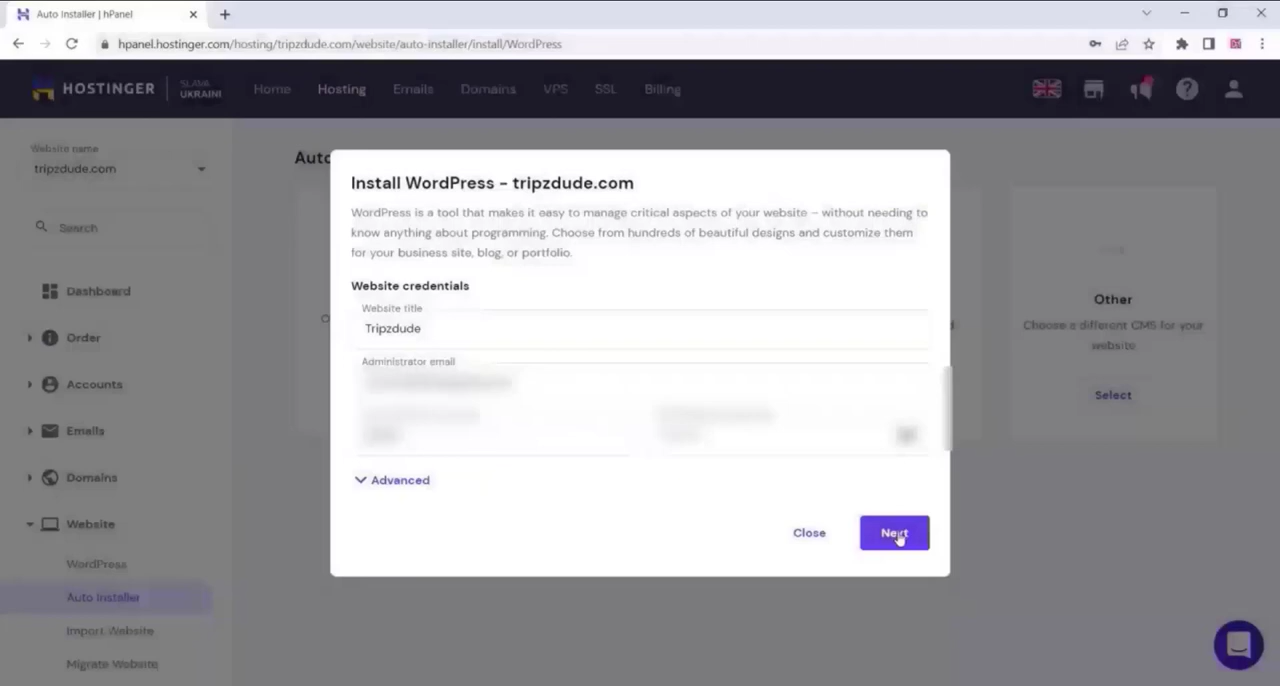 Auto Installer | hPanel
hpanel.hostinger.com/hosting/tripzdude.com/website/auto-installer/install/WordPress
HOSTINGER
SLAVA
UKRAINI
Home
Hosting
Emails
Domains
VPS
SSL
Billing
Website name
tripzdude.com
Search
Dashboard
Order
Accounts
Emails
Domains
Website
WordPress
Auto Installer
Import Website
Migrate Website
Auto
Install WordPress - tripzdude.com
WordPress is a tool that makes it easy to manage critical aspects of your website – without needing to
know anything about programming. Choose from hundreds of beautiful designs and customize them
for your business site, blog, or portfolio.
Website credentials
Website title
Tripzdude
Administrator email
Advanced
Close
Next
Other
Choose a different CMS for your
website
Select